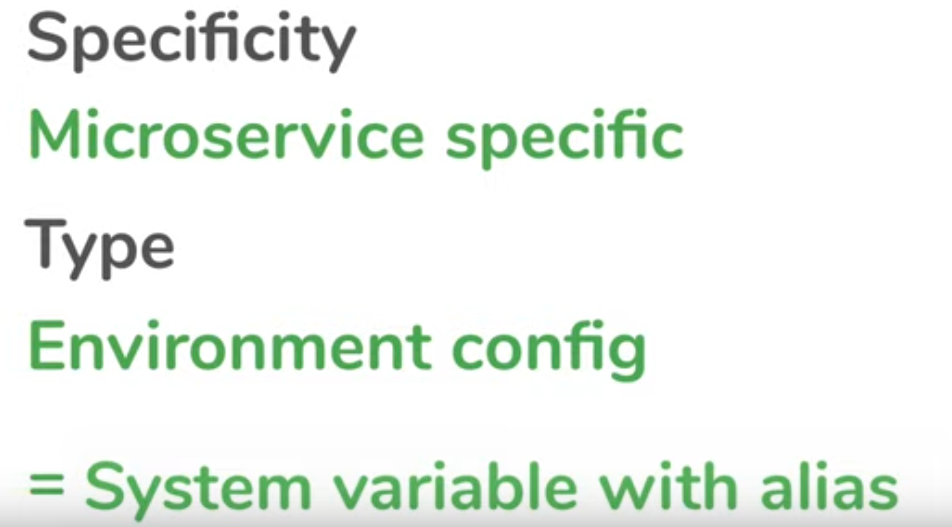 Specificity
Microservice specific
Type
Environment config
= System variable with alias